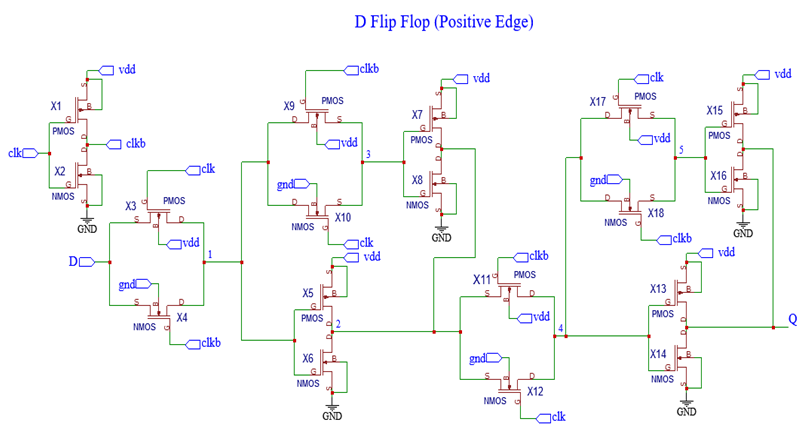 D Flip Flop (Positive Edge)
clkb
vdd
clk
vdd
vdd
S
X1
B
G
PMOS
D
clkb
clk
D
X2
B
G
NMOS
S
GND
X9
G
PMOS
D
S
B
vdd
gnd
3
B
S
D
G
X10
NMOS
clk
S
X7
B
G
PMOS
D
D
X8
B
G
NMOS
S
GND
X17
G
PMOS
D
S
B
vdd
gnd
5
B
S
D
G
X18
NMOS
clkb
S
X15
B
G
PMOS
D
D
X16
B
G
NMOS
S
GND
clk
X3
G
PMOS
S
D
B
vdd
D
1
gnd
B
S
D
G
NMOS
X4
clkb
vdd
S
X5
B
G
PMOS
D
2
D
X6
B
G
NMOS
S
GND
clkb
X11
G
PMOS
S
D
B
vdd
4
gnd
B
S
D
G
NMOS
X12
clk
vdd
S
X13
B
G
PMOS
D
Q
D
X14
B
G
NMOS
S
GND